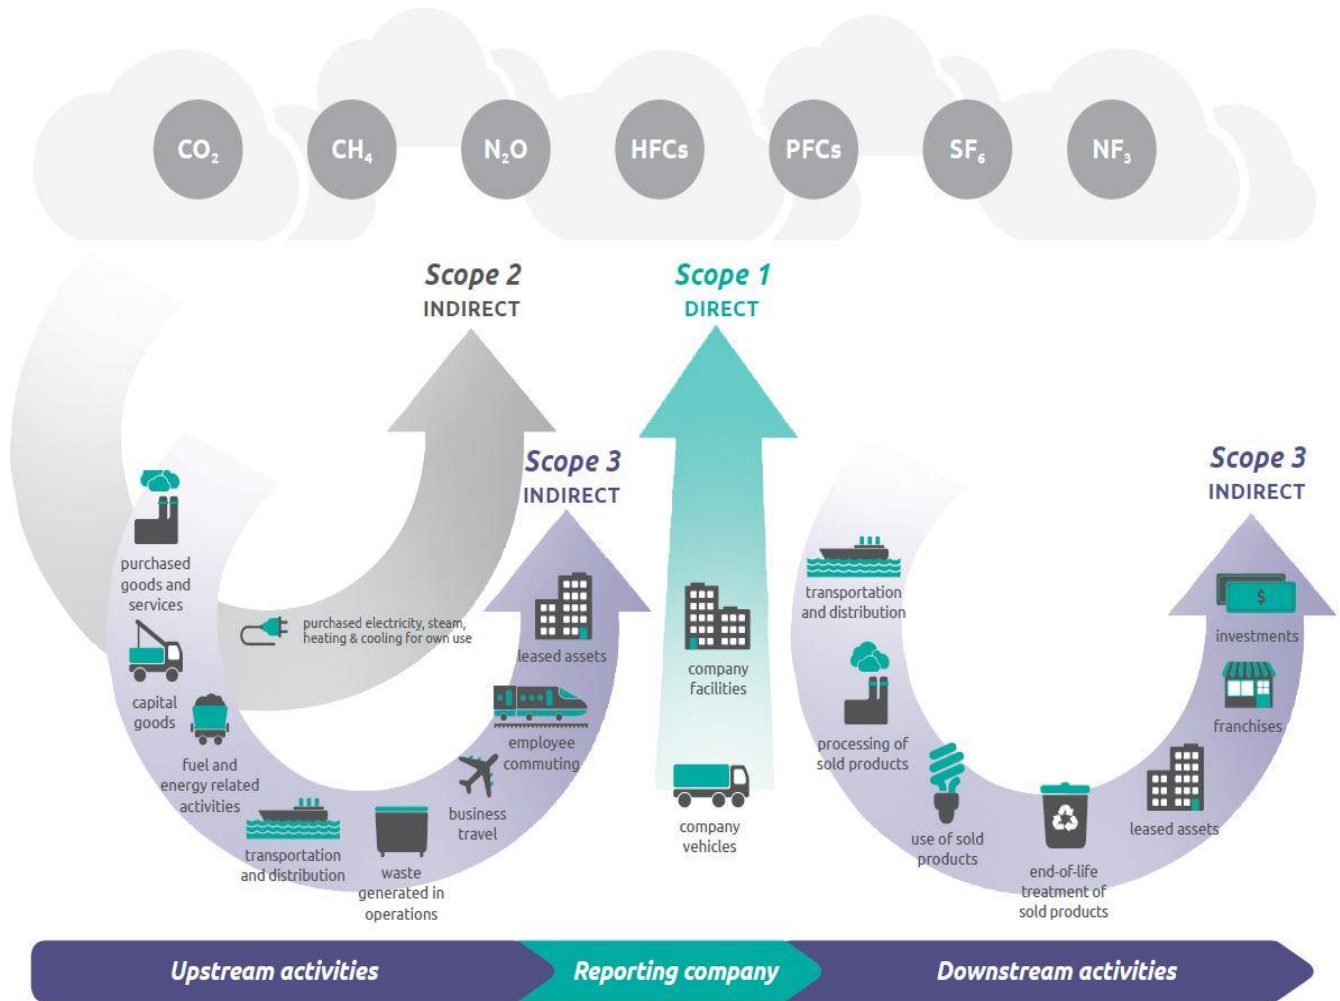 CO₂
CH₄
N₂O
HFCs
PFCs
SF₆
NF₃
Scope 2
INDIRECT
Scope 1
DIRECT
Scope 3
INDIRECT
Scope 3
INDIRECT
purchased
goods and
services
capital
goods
fuel and
energy related
activities
transportation
and distribution
waste
generated in
operations
business
travel
employee
commuting
leased assets
purchased electricity, steam,
heating & cooling for own use
company
facilities
company
vehicles
transportation
and distribution
processing of
sold products
use of sold
products
end-of-life
treatment of
sold products
leased assets
franchises
$
investments
Upstream activities
Reporting company
Downstream activities